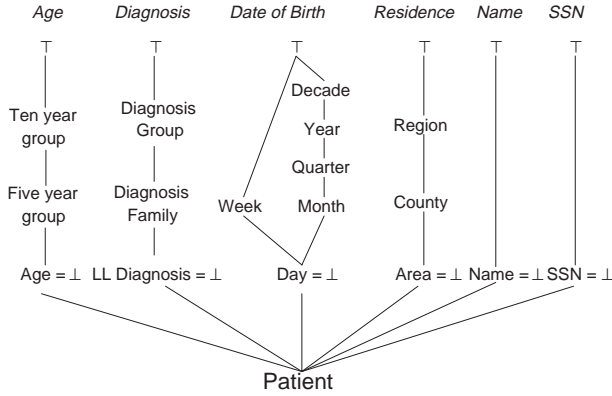 Age Diagnosis Date of Birth Residence Name SSN
⊤ ⊤ ⊤ ⊤ ⊤ ⊤
Decade
Ten year
group
Diagnosis
Group
Year
Region
Quarter
Five year
group
Diagnosis
Family
Week
Month
County
Age = ⊥ LL Diagnosis = ⊥ Day = ⊥ Area = ⊥ Name = ⊥ SSN = ⊥
Patient